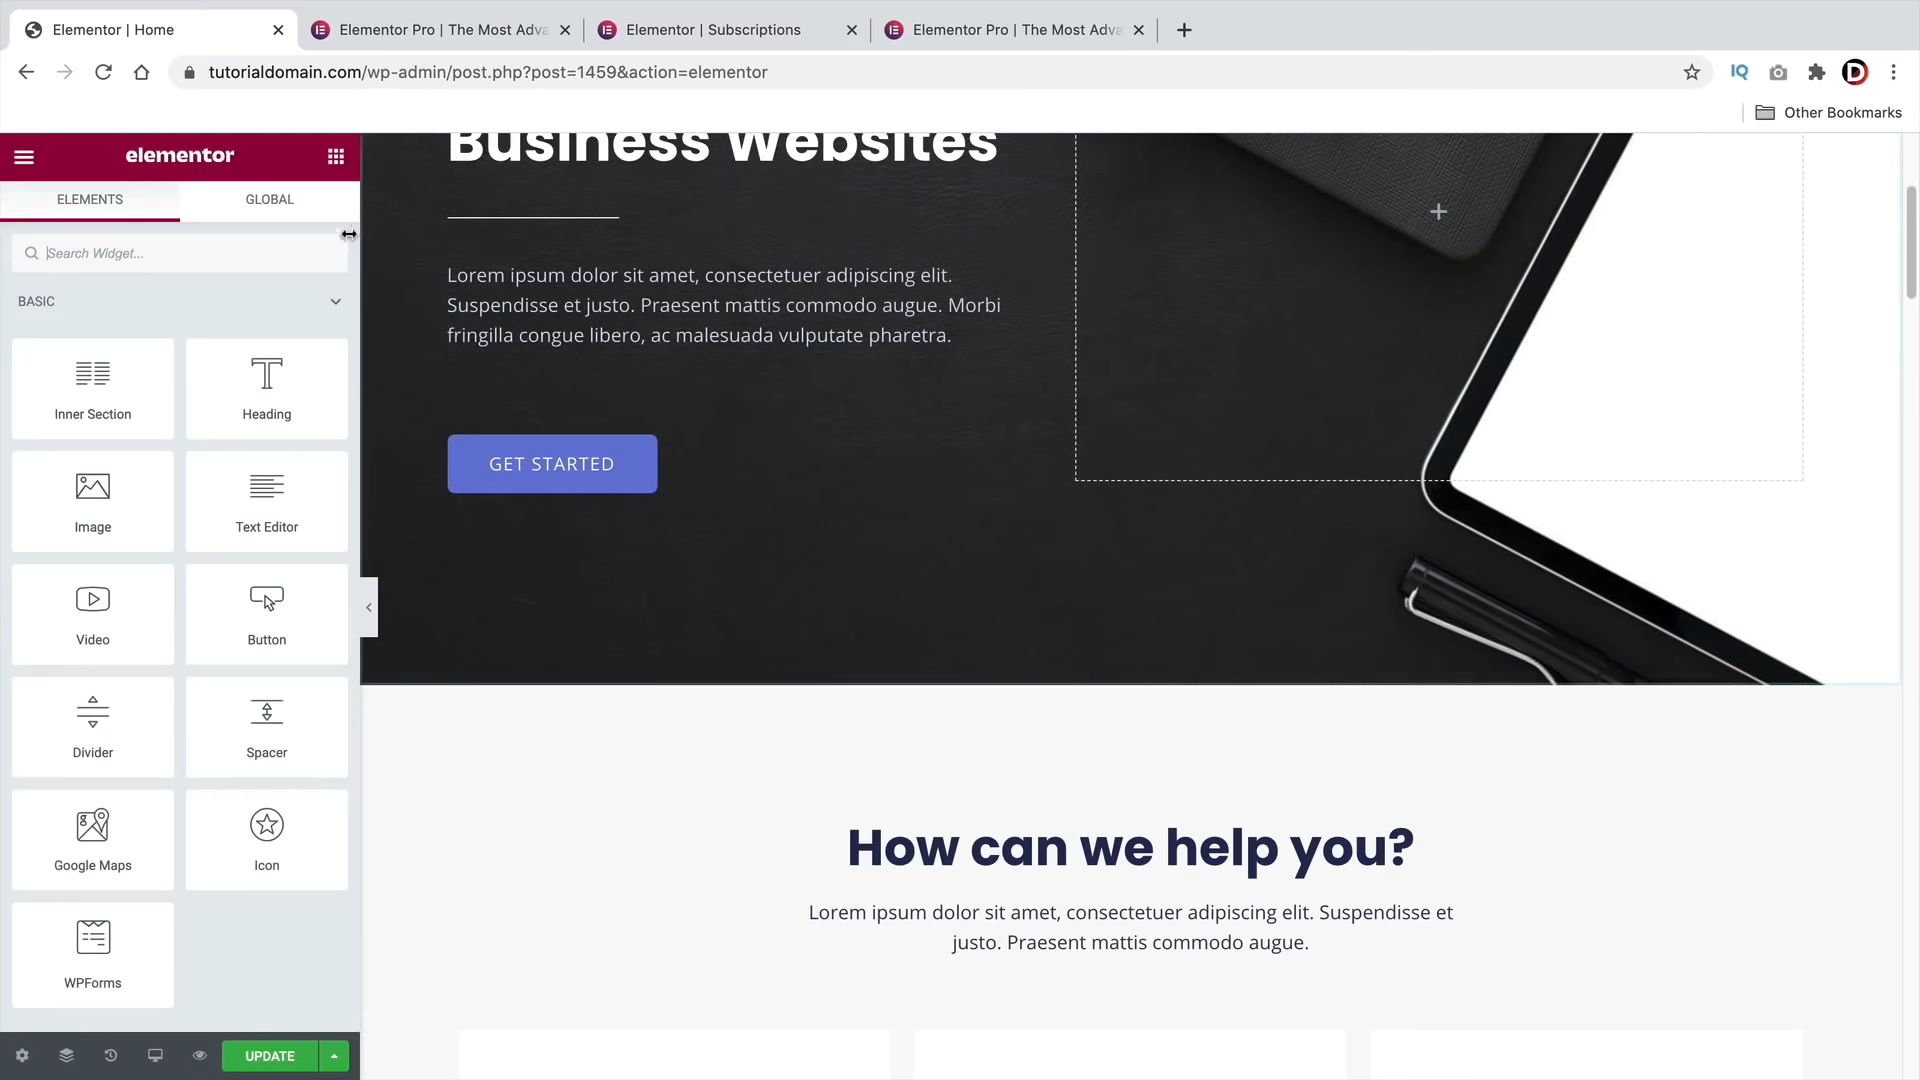 Elementor | Home
Elementor Pro | The Most Adva
Elementor | Subscriptions
Elementor Pro | The Most Adva
tutorialdomain.com/wp-admin/post.php?post=1459&action=elementor
IQ
D
Other Bookmarks
elementor
ELEMENTS
GLOBAL
Search Widget...
BASIC
Inner Section
Heading
Image
Text Editor
Video
Button
Divider
Spacer
Google Maps
Icon
WPForms
UPDATE
Business Websites
Lorem ipsum dolor sit amet, consectetuer adipiscing elit.
Suspendisse et justo. Praesent mattis commodo augue. Morbi
fringilla congue libero, ac malesuada vulputate pharetra.
GET STARTED
How can we help you?
Lorem ipsum dolor sit amet, consectetuer adipiscing elit. Suspendisse et
justo. Praesent mattis commodo augue.